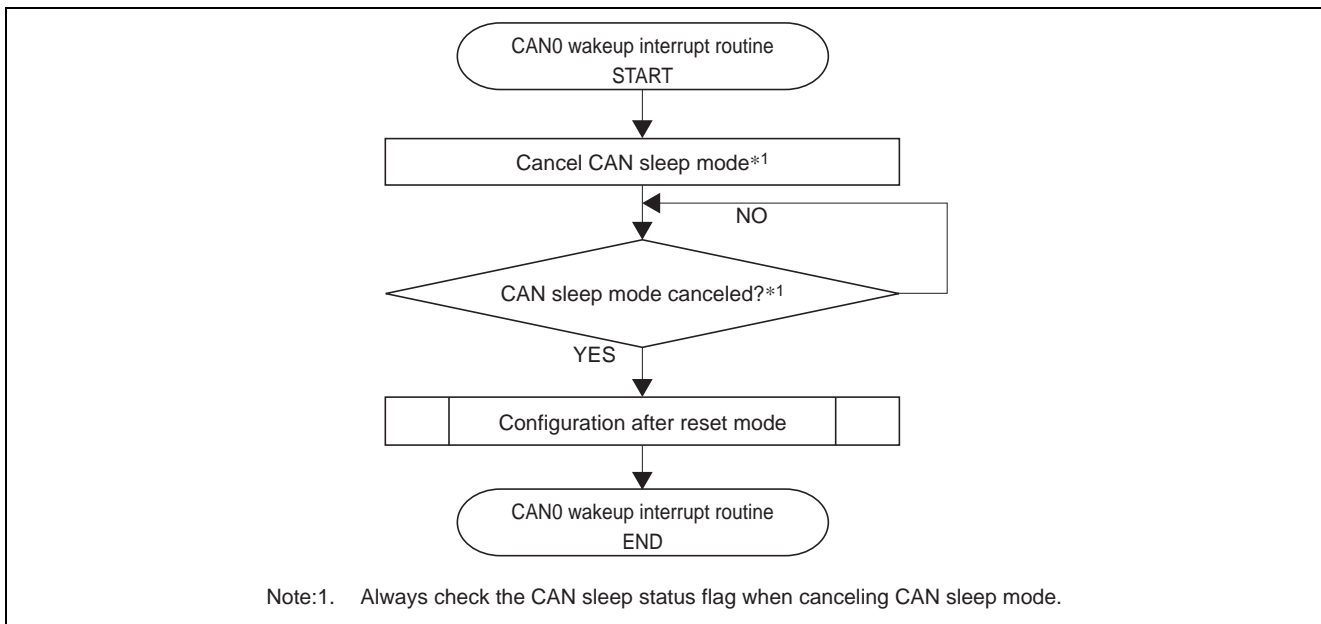 CAN0 wakeup interrupt routine
START
Cancel CAN sleep mode*1
NO
CAN sleep mode canceled?*1
YES
Configuration after reset mode
CAN0 wakeup interrupt routine
END
Note:1. Always check the CAN sleep status flag when canceling CAN sleep mode.